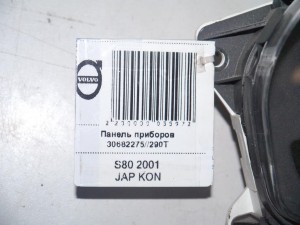 VOLVO
Панель приборов
30682275//290T
S80 2001
JAP KON